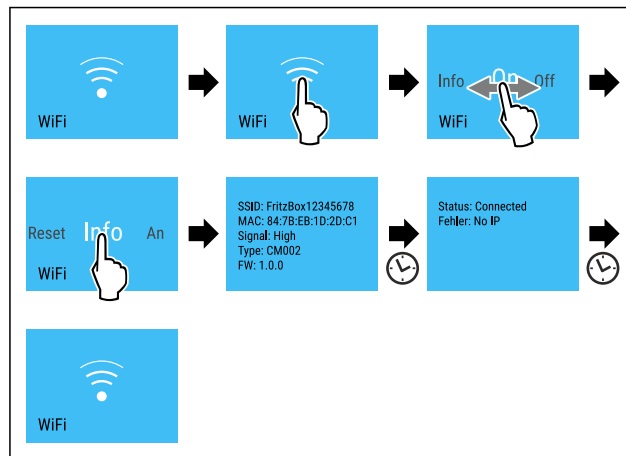 WiFi
WiFi
Info On Off
WiFi
Reset Info An
WiFi
SSID: FritzBox12345678
MAC: 84:7B:EB:1D:2D:C1
Signal: High
Type: CM002
FW: 1.0.0
Status: Connected
Fehler: No IP
WiFi